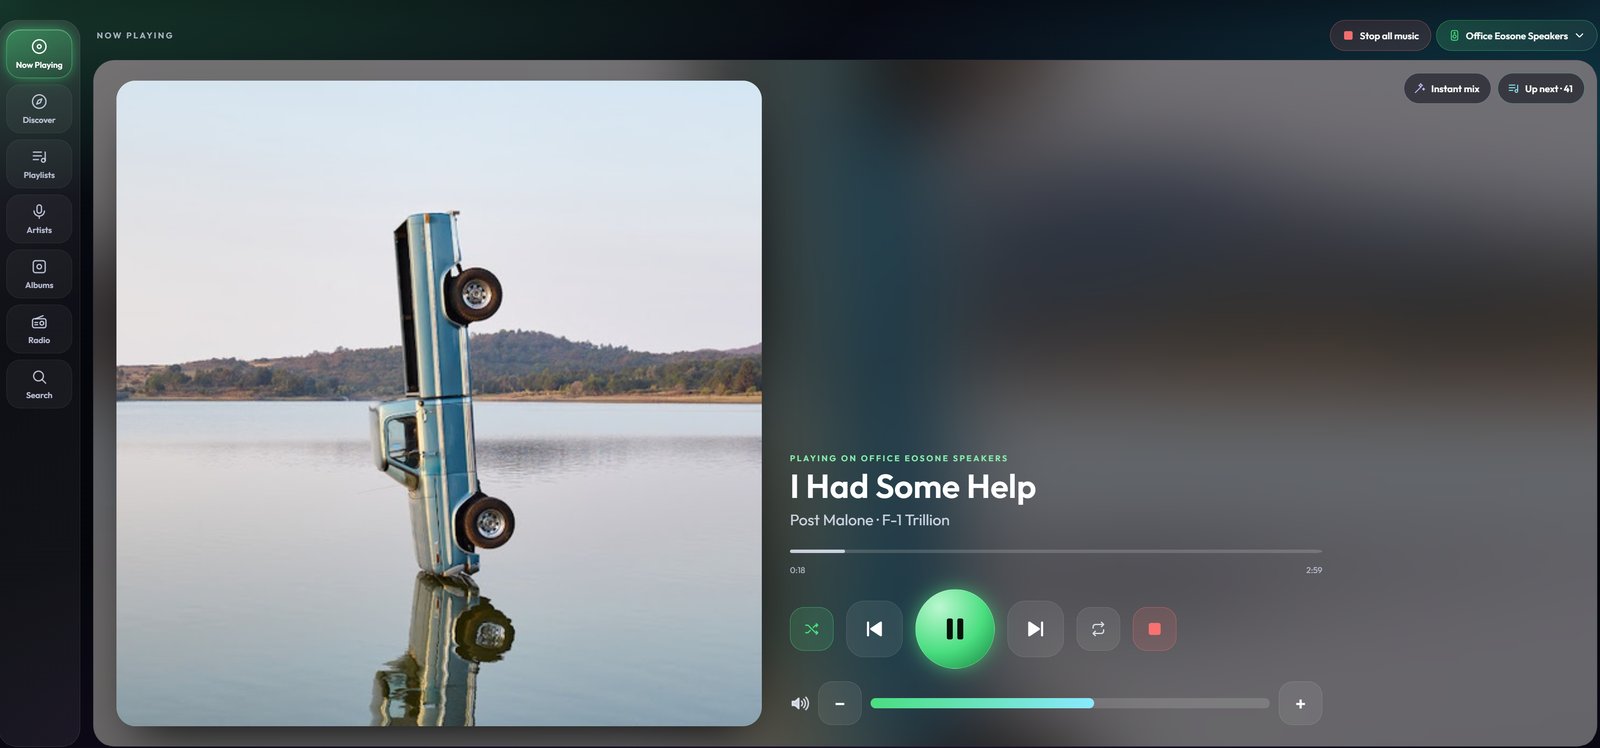 NOW PLAYING
Stop all music
Office Eosone Speakers
Now Playing
Discover
Playlists
Artists
Albums
Radio
Search
Instant mix
Up next · 41
PLAYING ON OFFICE EOSONE SPEAKERS
I Had Some Help
Post Malone · F-1 Trillion
0:18
2:59